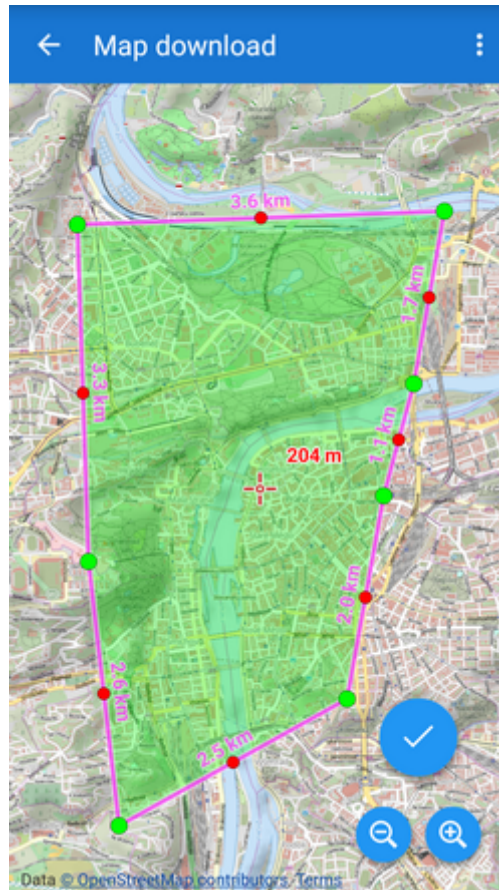 Map download
3.6 km
1.7 km
3.3 km
1.1 km
204 m
2.0 km
2.6 km
2.5 km
Data © OpenStreetMap contributors, Terms